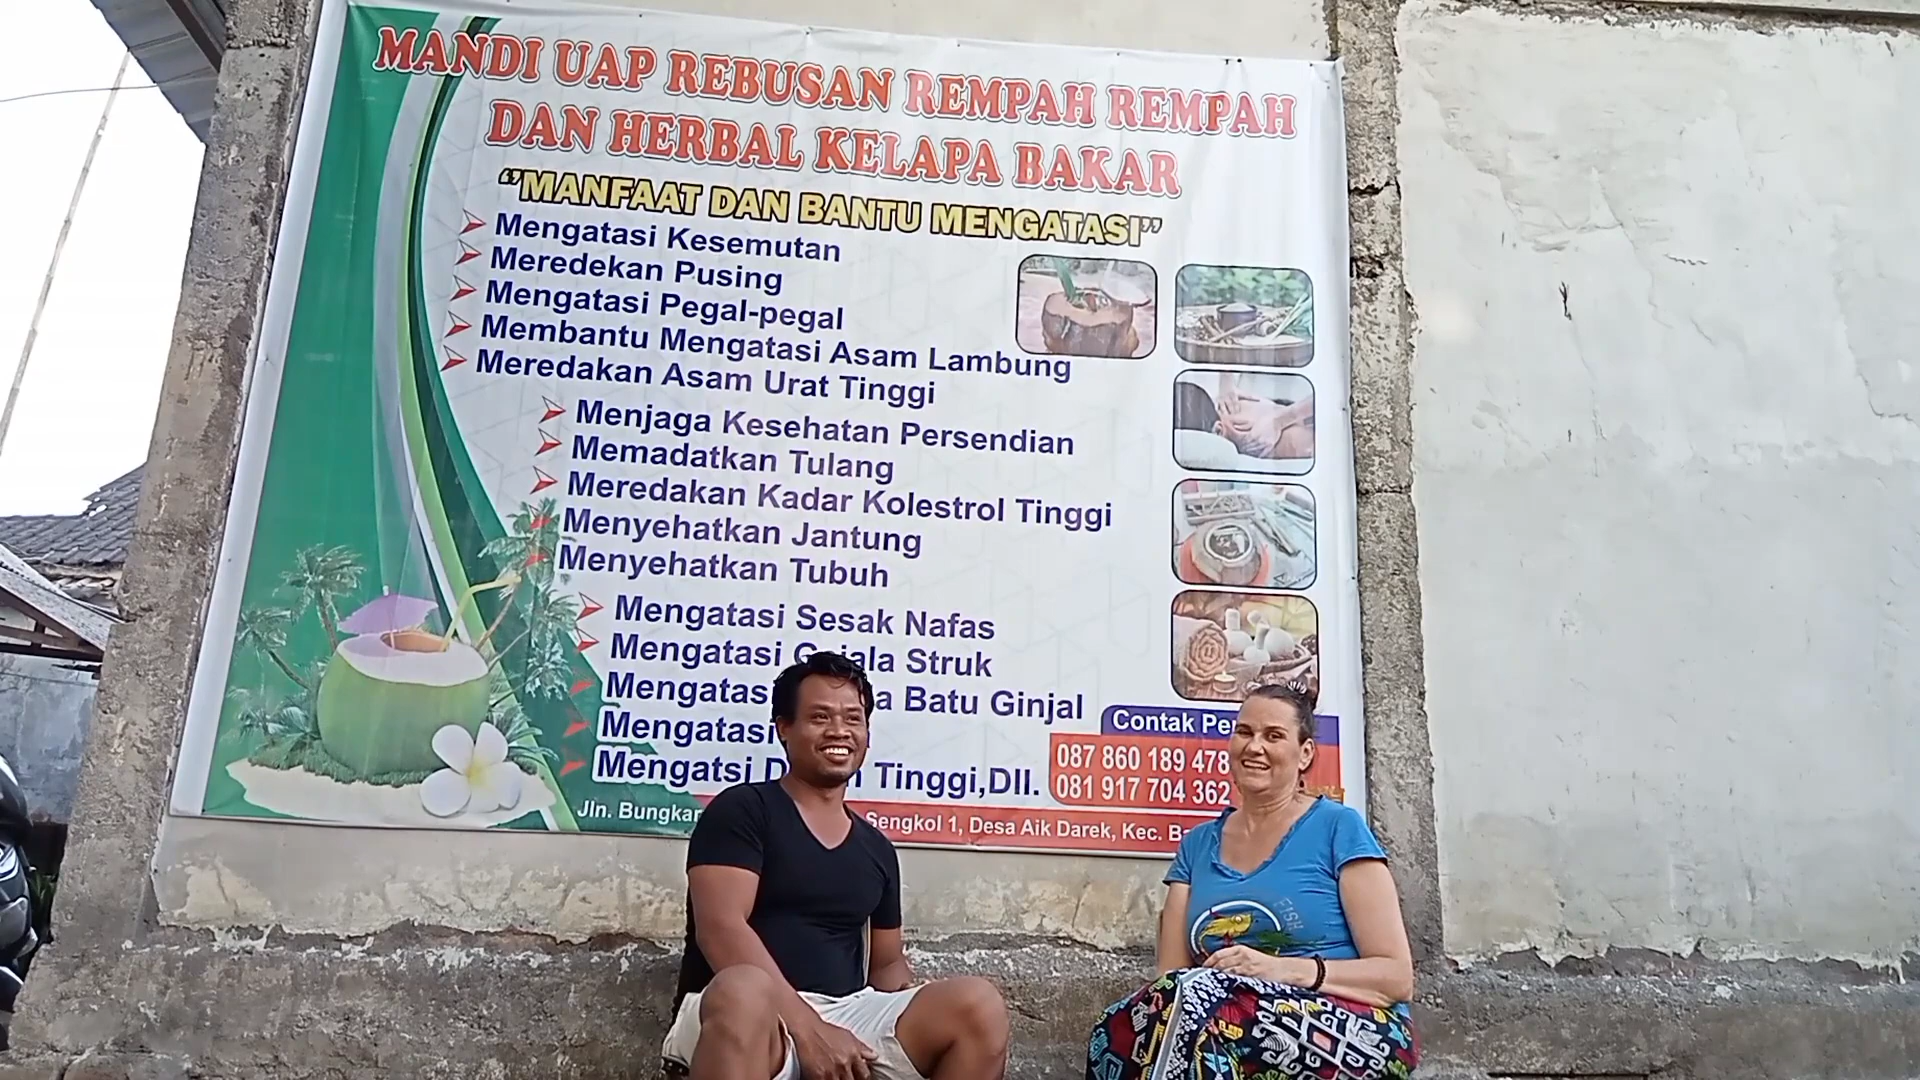 MANDI UAP REBUSAN REMPAH REMPAH
DAN HERBAL KELAPA BAKAR
“MANFAAT DAN BANTU MENGATASI”
Mengatasi Kesemutan
Meredekan Pusing
Mengatasi Pegal-pegal
Membantu Mengatasi Asam Lambung
Meredakan Asam Urat Tinggi
Menjaga Kesehatan Persendian
Memadatkan Tulang
Meredakan Kadar Kolestrol Tinggi
Menyehatkan Jantung
Menyehatkan Tubuh
Mengatasi Sesak Nafas
Mengatasi Struk
Batu Ginjal
Mengatasi
Mengatsi Tinggi,Dll.
Contak
087 860 189 478
081 917 704 362
Jln. Sengkol 1, Desa Aik Darek, Kec.
FISH